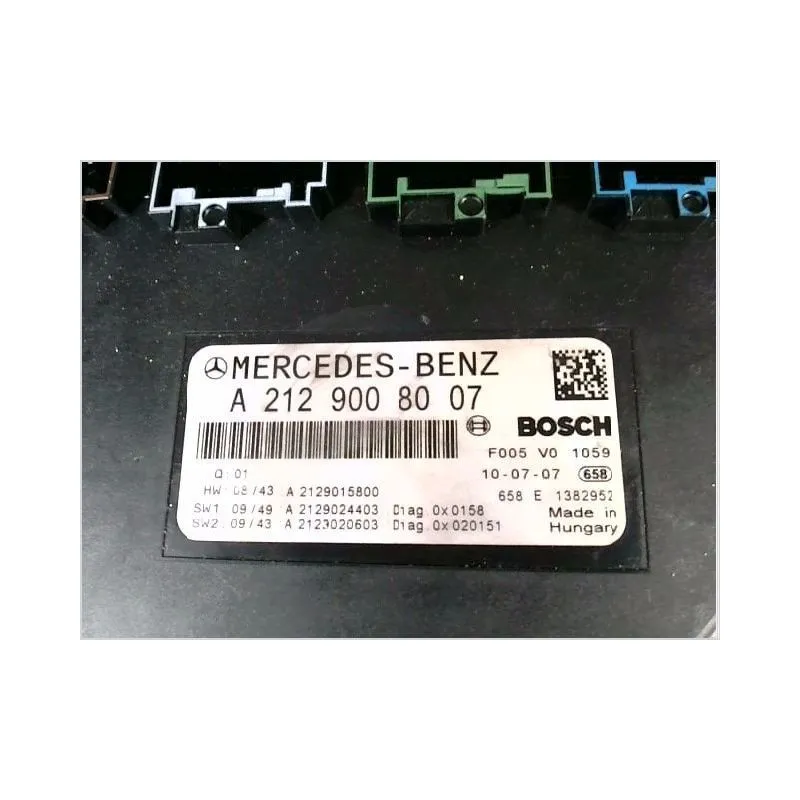 MERCEDES-BENZ
A 212 900 80 07
BOSCH
F005 V0 1059
Q: 01
10-07-07 658
HW: 08/43 A 2129015800
658 E 1382952
SW1 09/49 A 2129024403 Diag.0x0158 Made in
SW2 09/43 A 2123020603 Diag.0x020151 Hungary